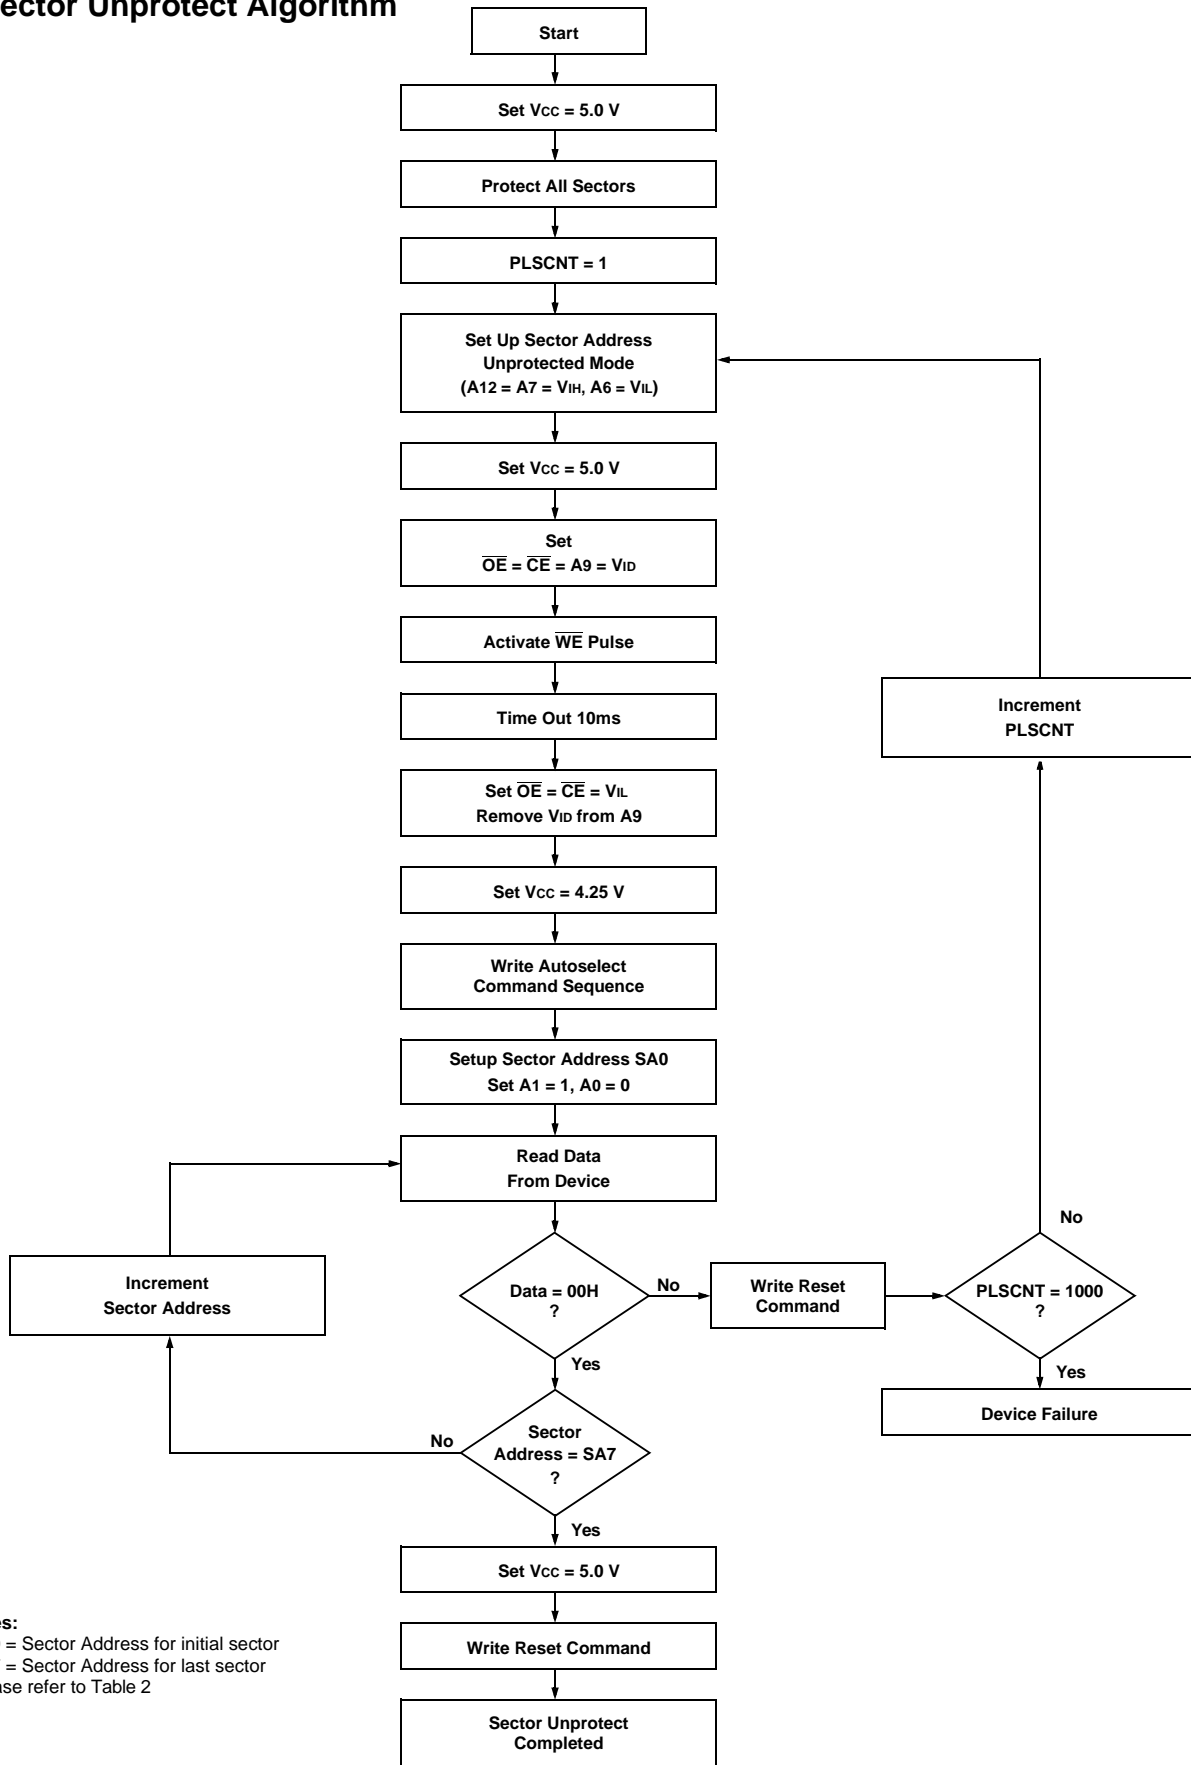 ector Unprotect Algorithm
Start
Set VCC = 5.0 V
Protect All Sectors
PLSCNT = 1
Set Up Sector Address
Unprotected Mode
(A12 = A7 = VIH, A6 = VIL)
Set VCC = 5.0 V
Set
O̅E̅ = C̅E̅ = A9 = VID
Activate W̅E̅ Pulse
Time Out 10ms
Increment
PLSCNT
Set O̅E̅ = C̅E̅ = VIL
Remove VID from A9
Set VCC = 4.25 V
Write Autoselect
Command Sequence
Setup Sector Address SA0
Set A1 = 1, A0 = 0
Read Data
From Device
No
Increment
Sector Address
Data = 00H
?
No
Write Reset
Command
PLSCNT = 1000
?
Yes
Yes
Device Failure
No
Sector
Address = SA7
?
Yes
Set VCC = 5.0 V
es:
= Sector Address for initial sector
= Sector Address for last sector
ase refer to Table 2
Write Reset Command
Sector Unprotect
Completed